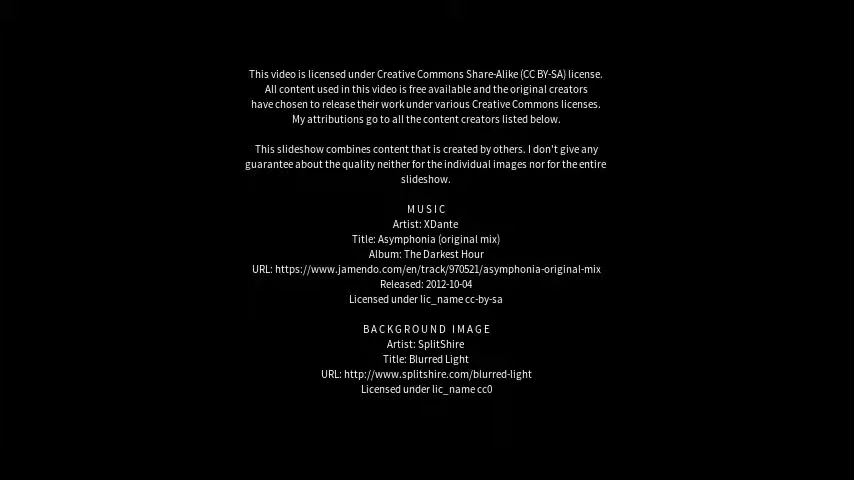 This video is licensed under Creative Commons Share-Alike (CC BY-SA) license.
All content used in this video is free available and the original creators
have chosen to release their work under various Creative Commons licenses.
My attributions go to all the content creators listed below.
This slideshow combines content that is created by others. I don't give any
guarantee about the quality neither for the individual images nor for the entire
slideshow.
MUSIC
Artist: XDante
Title: Asymphonia (original mix)
Album: The Darkest Hour
URL: https://www.jamendo.com/en/track/970521/asymphonia-original-mix
Released: 2012-10-04
Licensed under lic_name cc-by-sa
BACKGROUND IMAGE
Artist: SplitShire
Title: Blurred Light
URL: http://www.splitshire.com/blurred-light
Licensed under lic_name cc0